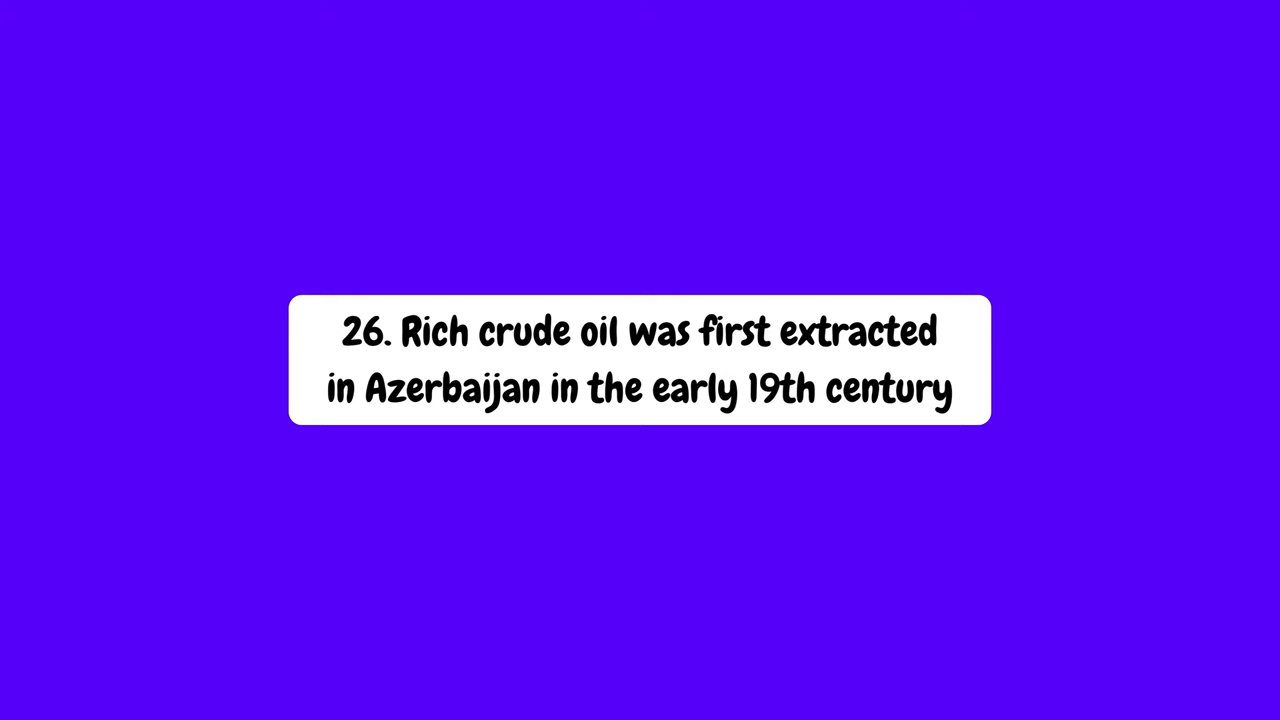 26. Rich crude oil was first extracted
in Azerbaijan in the early 19th century